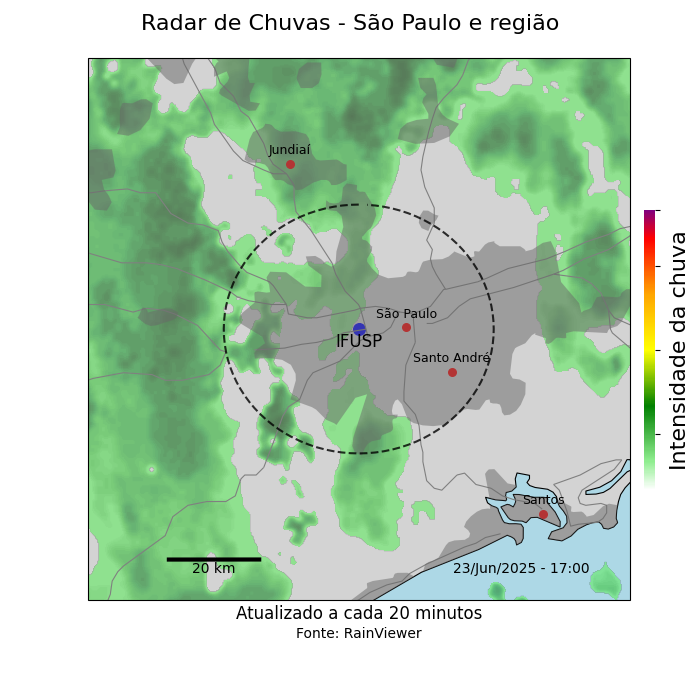 Radar de Chuvas - São Paulo e região
Jundiaí
São Paulo
IFUSP
Santo André
Santos
20 km
23/Jun/2025 - 17:00
Intensidade da chuva
Atualizado a cada 20 minutos
Fonte: RainViewer